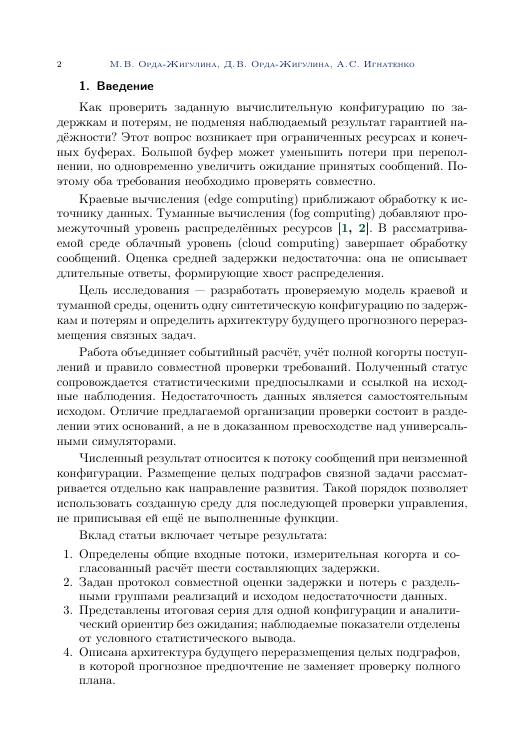 2
М. В. Орда-Жигулина, Д. В. Орда-Жигулина, А. С. Игнатенко
1. Введение
Как проверить заданную вычислительную конфигурацию по за-
держкам и потерям, не подменяя наблюдаемый результат гарантией на-
дёжности? Этот вопрос возникает при ограниченных ресурсах и конеч-
ных буферах. Большой буфер может уменьшить потери при перепол-
нении, но одновременно увеличить ожидание принятых сообщений. По-
этому оба требования необходимо проверять совместно.
Краевые вычисления (edge computing) приближают обработку к ис-
точнику данных. Туманные вычисления (fog computing) добавляют про-
межуточный уровень распределённых ресурсов [1, 2]. В рассматрива-
емой среде облачный уровень (cloud computing) завершает обработку
сообщений. Оценка средней задержки недостаточна: она не описывает
длительные ответы, формирующие хвост распределения.
Цель исследования — разработать проверяемую модель краевой и
туманной среды, оценить одну синтетическую конфигурацию по задерж-
кам и потерям и определить архитектуру будущего прогнозного перераз-
мещения связных задач.
Работа объединяет событийный расчёт, учёт полной когорты поступ-
лений и правило совместной проверки требований. Полученный статус
сопровождается статистическими предпосылками и ссылкой на исход-
ные наблюдения. Недостаточность данных является самостоятельным
исходом. Отличие предлагаемой организации проверки состоит в разде-
лении этих оснований, а не в доказанном превосходстве над универсаль-
ными симуляторами.
Численный результат относится к потоку сообщений при неизменной
конфигурации. Размещение целых подграфов связной задачи рассмат-
ривается отдельно как направление развития. Такой порядок позволяет
использовать созданную среду для последующей проверки управления,
не приписывая ей ещё не выполненные функции.
Вклад статьи включает четыре результата:
1. Определены общие входные потоки, измерительная когорта и со-
гласованный расчёт шести составляющих задержки.
2. Задан протокол совместной оценки задержки и потерь с раздель-
ными группами реализаций и исходом недостаточности данных.
3. Представлены итоговая серия для одной конфигурации и аналити-
ческий ориентир без ожидания; наблюдаемые показатели отделены
от условного статистического вывода.
4. Описана архитектура будущего переразмещения целых подграфов,
в которой прогнозное предпочтение не заменяет проверку полного
плана.